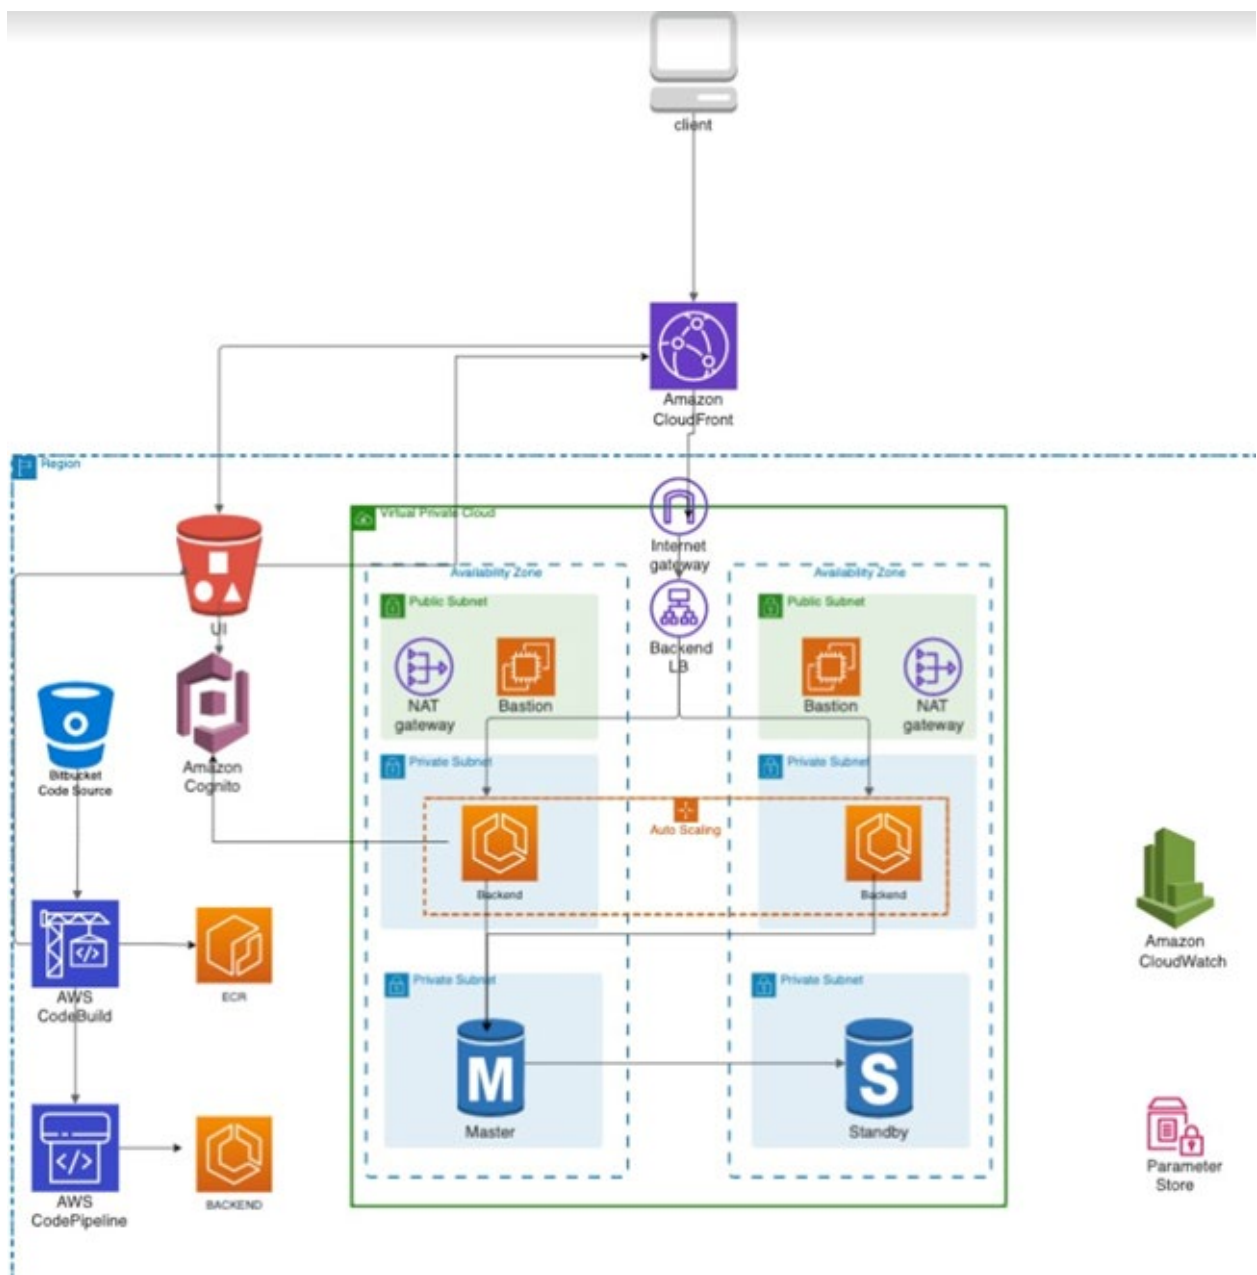 client
Amazon
CloudFront
Region
Virtual Private Cloud
Internet
gateway
Availability Zone
Availability Zone
Public Subnet
Public Subnet
UI
Backend
LB
NAT
gateway
Bastion
Bastion
NAT
gateway
Amazon
Cognito
Bitbucket
Code Source
Private Subnet
Private Subnet
Auto Scaling
Backend
Backend
Amazon
CloudWatch
AWS
CodeBuild
ECR
Private Subnet
Private Subnet
M
S
Master
Standby
AWS
CodePipeline
BACKEND
Parameter
Store